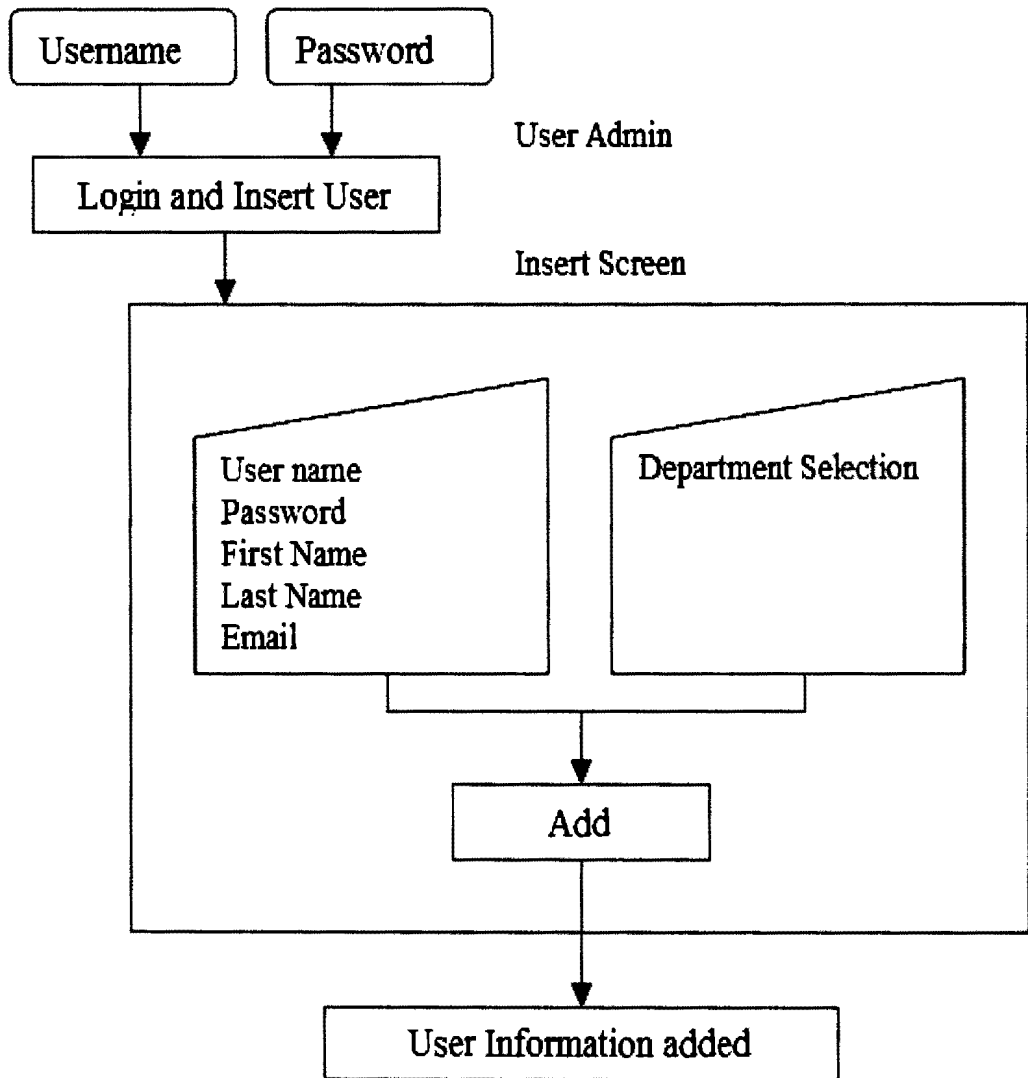 Username
Password
User Admin
Login and Insert User
Insert Screen
User name
Password
First Name
Last Name
Email
Department Selection
Add
User Information added